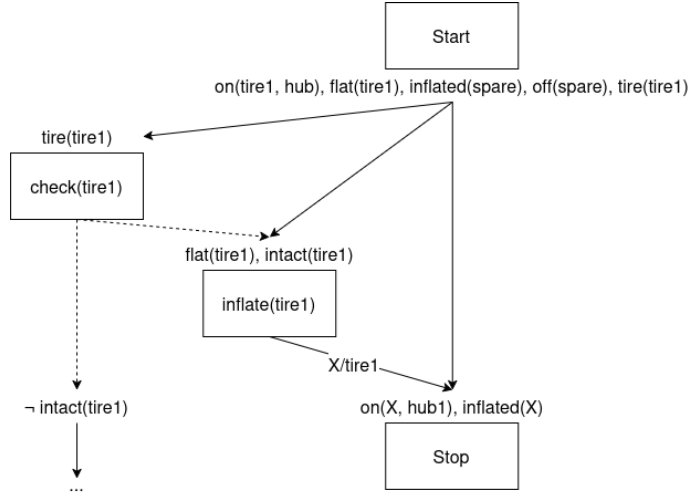 Start
on(tire1, hub), flat(tire1), inflated(spare), off(spare), tire(tire1)
tire(tire1)
check(tire1)
flat(tire1), intact(tire1)
inflate(tire1)
X/tire1
¬ intact(tire1)
on(X, hub1), inflated(X)
Stop
...